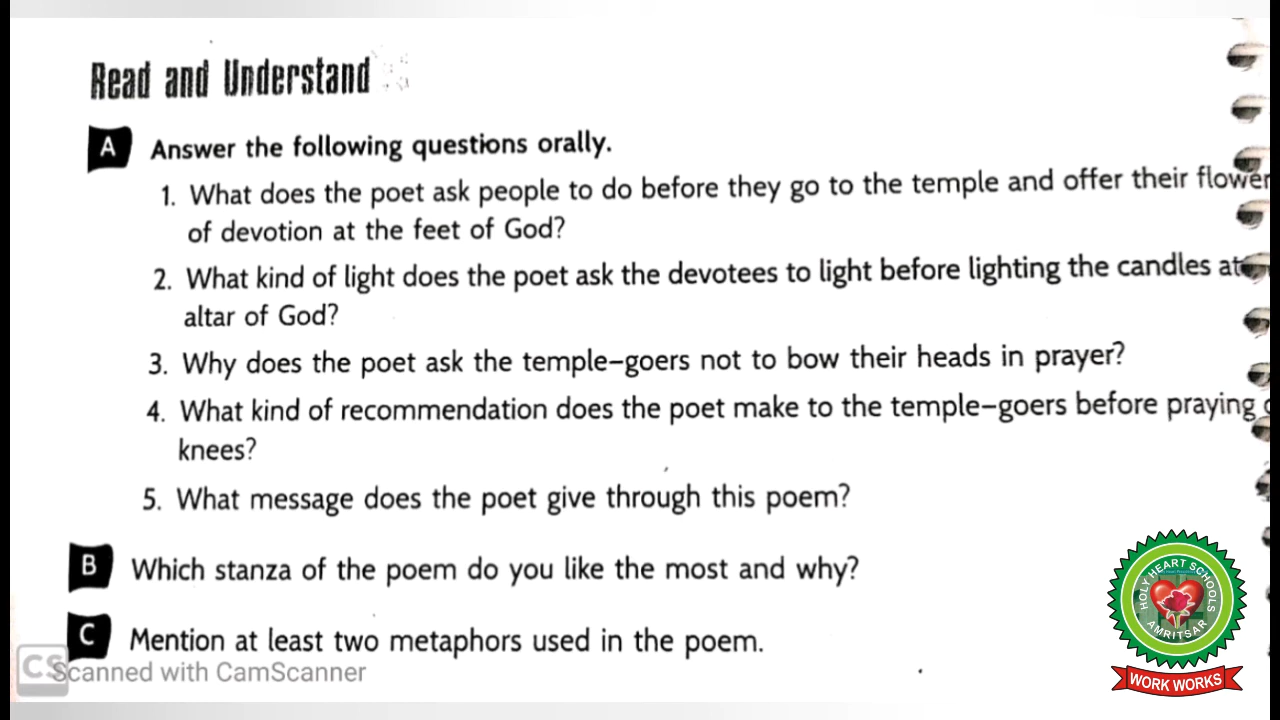 Read and Understand
A Answer the following questions orally.
1. What does the poet ask people to do before they go to the temple and offer their flower
of devotion at the feet of God?
2. What kind of light does the poet ask the devotees to light before lighting the candles at
altar of God?
3. Why does the poet ask the temple-goers not to bow their heads in prayer?
4. What kind of recommendation does the poet make to the temple-goers before praying
knees?
5. What message does the poet give through this poem?
B Which stanza of the poem do you like the most and why?
C Mention at least two metaphors used in the poem.
CS Scanned with CamScanner
HOLY HEART SCHOOLS
AMRITSAR
WORK WORKS